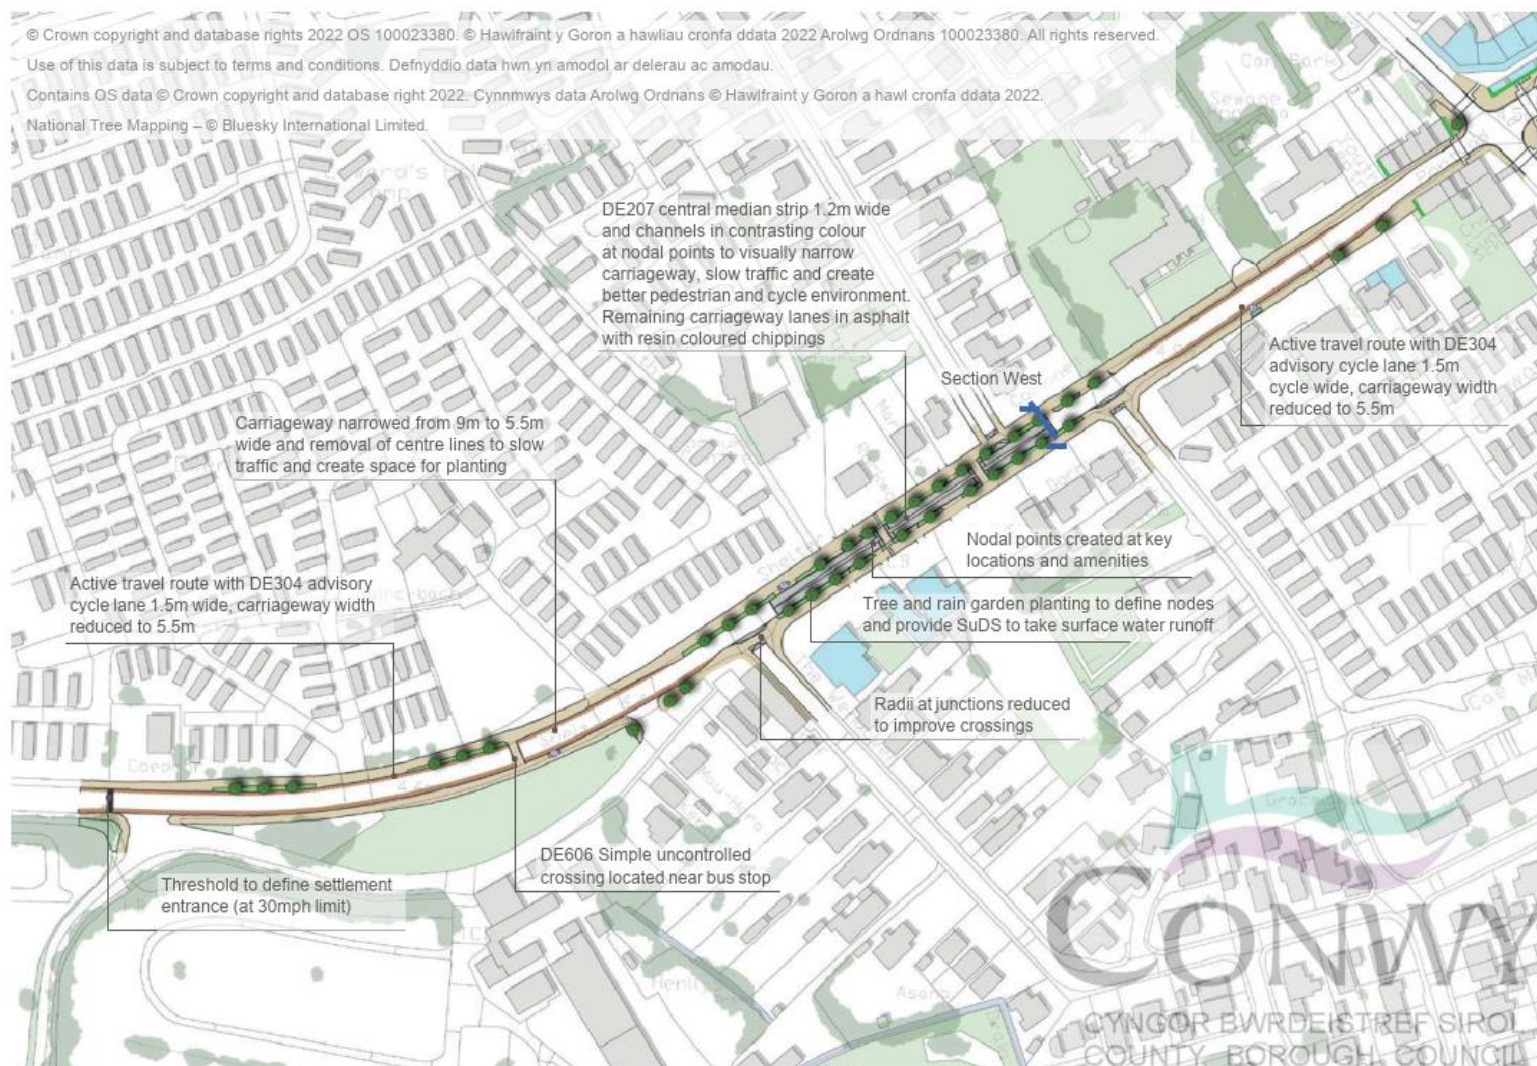 © Crown copyright and database rights 2022 OS 100023380. © Hawlfraint y Goron a hawliau cronfa ddata 2022 Arolwg Ordnans 100023380. All rights reserved.
Use of this data is subject to terms and conditions. Defnyddio data hwn yn amodol ar delerau ac amodau.
Contains OS data © Crown copyright and database right 2022. Cynnmwys data Arolwg Ordnans © Hawlfraint y Goron a hawl cronfa ddata 2022.
National Tree Mapping – © Bluesky International Limited.
DE207 central median strip 1.2m wide
and channels in contrasting colour
at nodal points to visually narrow
carriageway, slow traffic and create
better pedestrian and cycle environment.
Remaining carriageway lanes in asphalt
with resin coloured chippings
Section West
Active travel route with DE304
advisory cycle lane 1.5m
cycle wide, carriageway width
reduced to 5.5m
Carriageway narrowed from 9m to 5.5m
wide and removal of centre lines to slow
traffic and create space for planting
Nodal points created at key
locations and amenities
Active travel route with DE304 advisory
cycle lane 1.5m wide, carriageway width
reduced to 5.5m
Tree and rain garden planting to define nodes
and provide SuDS to take surface water runoff
Radii at junctions reduced
to improve crossings
DE606 Simple uncontrolled
crossing located near bus stop
Threshold to define settlement
entrance (at 30mph limit)
CONWY
CYNGOR BWRDEISTREF SIROL
COUNTY BOROUGH COUNCIL